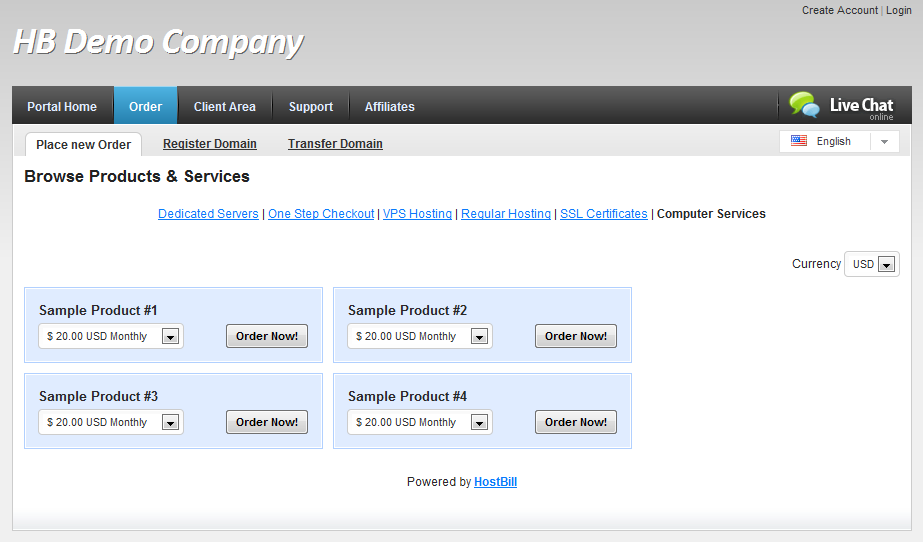 Create Account | Login
HB Demo Company
Portal Home Order Client Area Support Affiliates Live Chat
online
Place new Order Register Domain Transfer Domain English
Browse Products & Services
Dedicated Servers | One Step Checkout | VPS Hosting | Regular Hosting | SSL Certificates | Computer Services
Currency USD
Sample Product #1 Sample Product #2
$ 20.00 USD Monthly Order Now! $ 20.00 USD Monthly Order Now!
Sample Product #3 Sample Product #4
$ 20.00 USD Monthly Order Now! $ 20.00 USD Monthly Order Now!
Powered by HostBill